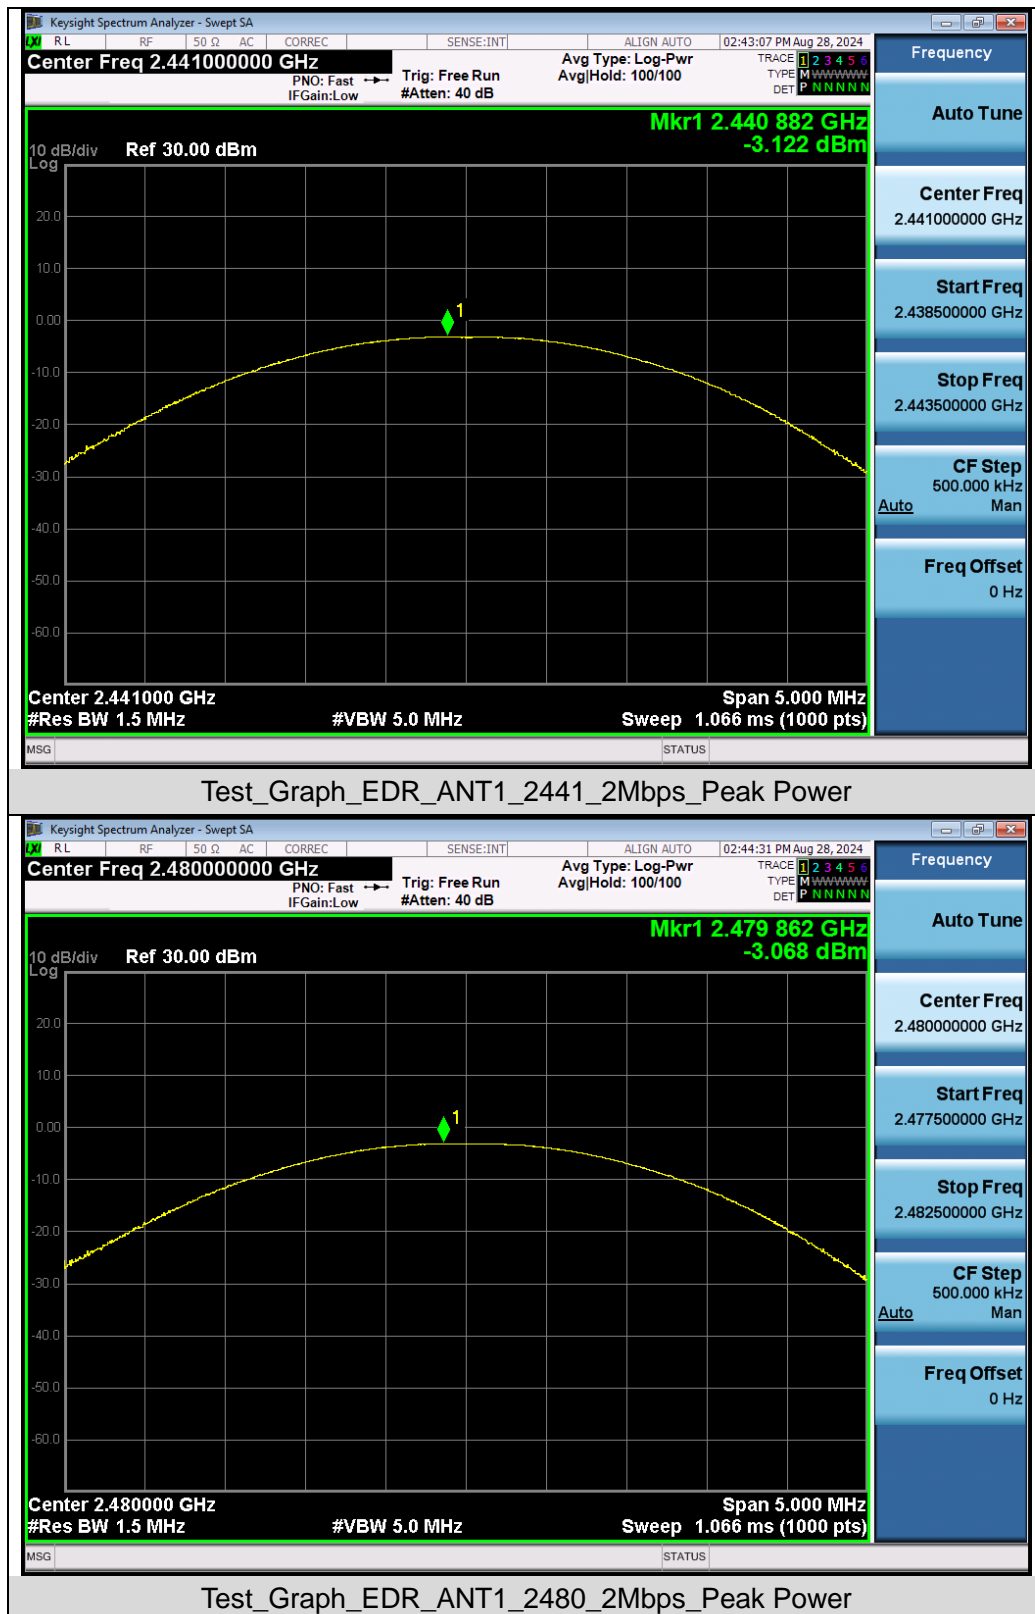 Keysight Spectrum Analyzer - Swept SA
LXI RL RF 50 Ω AC CORREC SENSE:INT ALIGN AUTO 02:43:07 PM Aug 28, 2024
Center Freq 2.441000000 GHz
PNO: Fast
IFGain:Low
Trig: Free Run
#Atten: 40 dB
Avg Type: Log-Pwr
Avg|Hold: 100/100
TRACE 1 2 3 4 5 6
TYPE M W W W W W
DET P N N N N N
Frequency
Mkr1 2.440 882 GHz
-3.122 dBm
10 dB/div Ref 30.00 dBm
Log
20.0
10.0
0.00
-10.0
-20.0
-30.0
-40.0
-50.0
-60.0
1
Center 2.441000 GHz Span 5.000 MHz
#Res BW 1.5 MHz #VBW 5.0 MHz Sweep 1.066 ms (1000 pts)
MSG STATUS
Auto Tune
Center Freq
2.441000000 GHz
Start Freq
2.438500000 GHz
Stop Freq
2.443500000 GHz
CF Step
500.000 kHz
Auto Man
Freq Offset
0 Hz
Test_Graph_EDR_ANT1_2441_2Mbps_Peak Power
Keysight Spectrum Analyzer - Swept SA
LXI RL RF 50 Ω AC CORREC SENSE:INT ALIGN AUTO 02:44:31 PM Aug 28, 2024
Center Freq 2.480000000 GHz
PNO: Fast
IFGain:Low
Trig: Free Run
#Atten: 40 dB
Avg Type: Log-Pwr
Avg|Hold: 100/100
TRACE 1 2 3 4 5 6
TYPE M W W W W W
DET P N N N N N
Frequency
Mkr1 2.479 862 GHz
-3.068 dBm
10 dB/div Ref 30.00 dBm
Log
20.0
10.0
0.00
-10.0
-20.0
-30.0
-40.0
-50.0
-60.0
1
Center 2.480000 GHz Span 5.000 MHz
#Res BW 1.5 MHz #VBW 5.0 MHz Sweep 1.066 ms (1000 pts)
MSG STATUS
Auto Tune
Center Freq
2.480000000 GHz
Start Freq
2.477500000 GHz
Stop Freq
2.482500000 GHz
CF Step
500.000 kHz
Auto Man
Freq Offset
0 Hz
Test_Graph_EDR_ANT1_2480_2Mbps_Peak Power